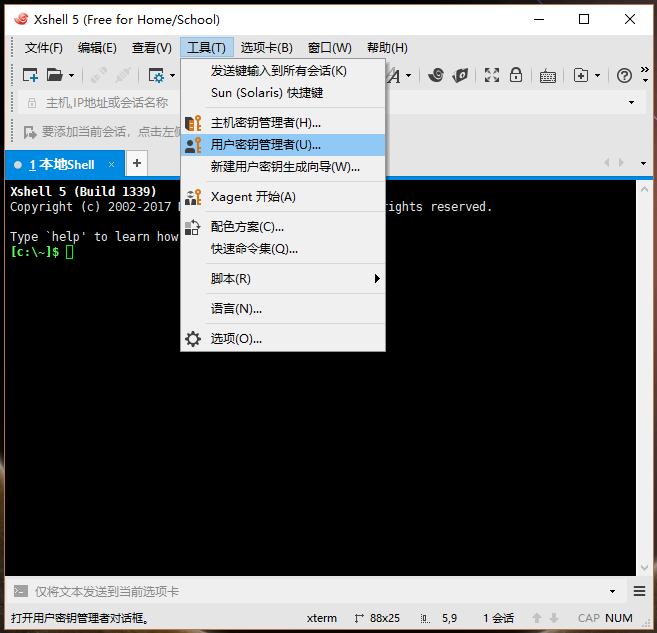 Xshell 5 (Free for Home/School)
文件(F) 编辑(E) 查看(V) 工具(T) 选项卡(B) 窗口(W) 帮助(H)
发送键输入到所有会话(K)
Sun (Solaris) 快捷键
主机,IP地址或会话名称
主机密钥管理者(H)...
要添加当前会话，点击左侧
用户密钥管理者(U)...
1 本地Shell × +
新建用户密钥生成向导(W)...
Xagent 开始(A)
配色方案(C)...
快速命令集(Q)...
脚本(R)
语言(N)...
选项(O)...
Xshell 5 (Build 1339)
Copyright (c) 2002-2017 rights reserved.
Type `help' to learn how
[c:\~]$
仅将文本发送到当前选项卡
打开用户密钥管理者对话框。 xterm 88x25 5,9 1 会话 CAP NUM